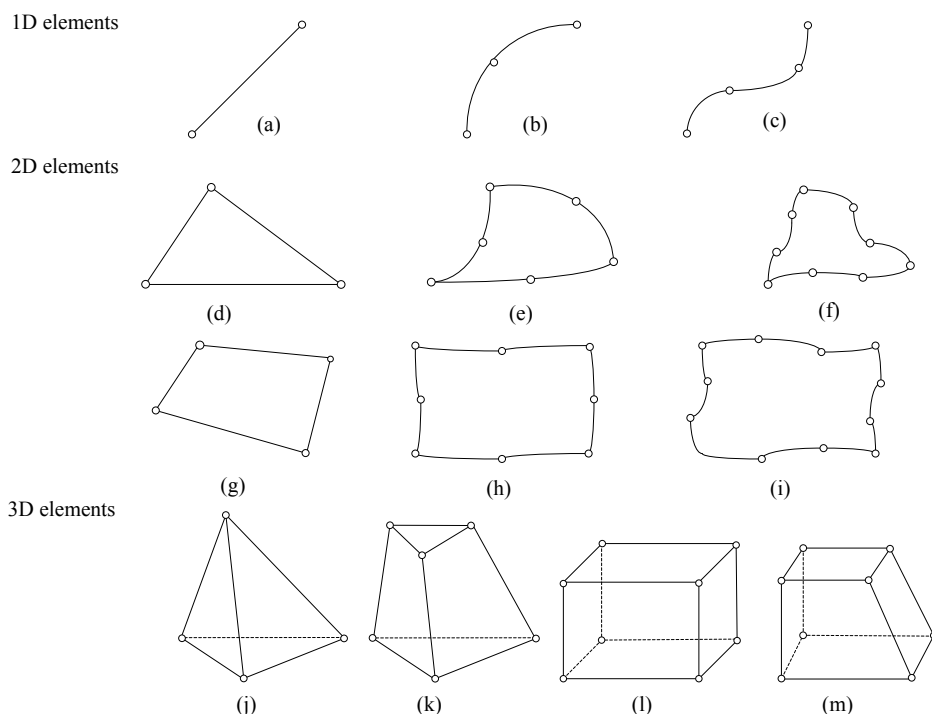 1D elements
(a) (b) (c)
2D elements
(d) (e) (f)
(g) (h) (i)
3D elements
(j) (k) (l) (m)